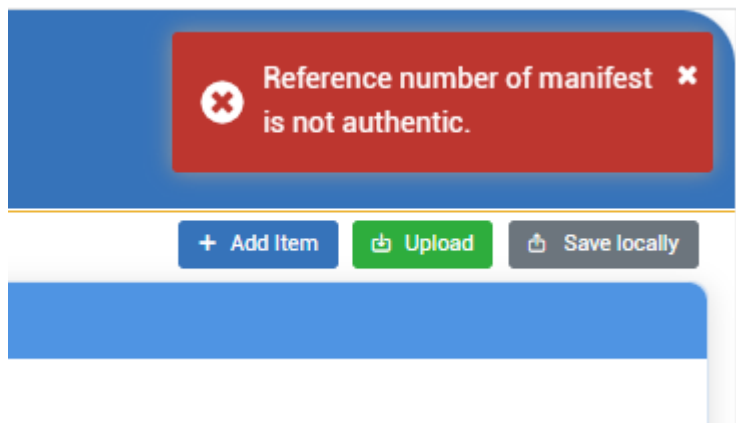 Reference number of manifest
is not authentic.
+ Add Item Upload Save locally